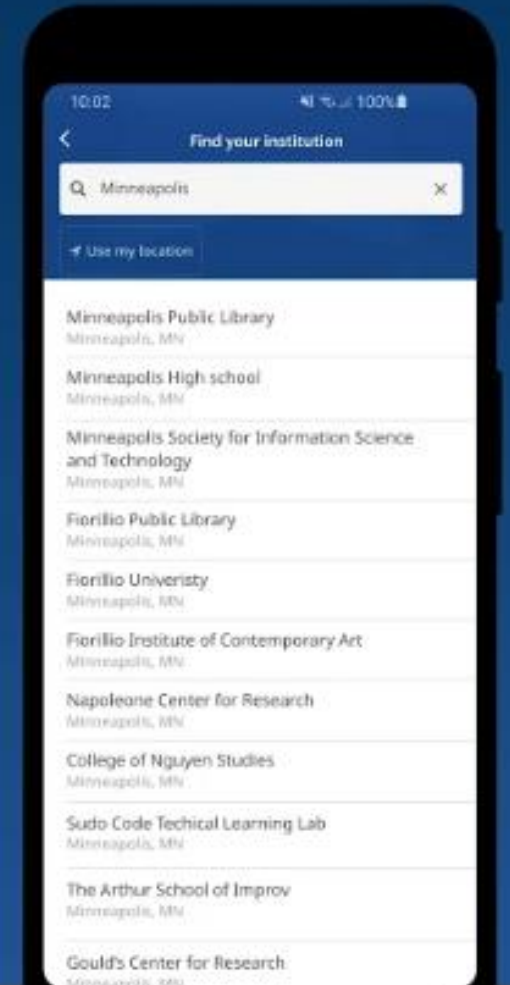 10:02
100%
Find your institution
Minneapolis
Use my location
Minneapolis Public Library
Minneapolis, MN
Minneapolis High school
Minneapolis, MN
Minneapolis Society for Information Science
and Technology
Minneapolis, MN
Fiorillio Public Library
Minneapolis, MN
Fiorillio Univeristy
Minneapolis, MN
Fiorillio Institute of Contemporary Art
Minneapolis, MN
Napoleone Center for Research
Minneapolis, MN
College of Nguyen Studies
Minneapolis, MN
Sudo Code Techical Learning Lab
Minneapolis, MN
The Arthur School of Improv
Minneapolis, MN
Gould's Center for Research
Minneapolis, MN